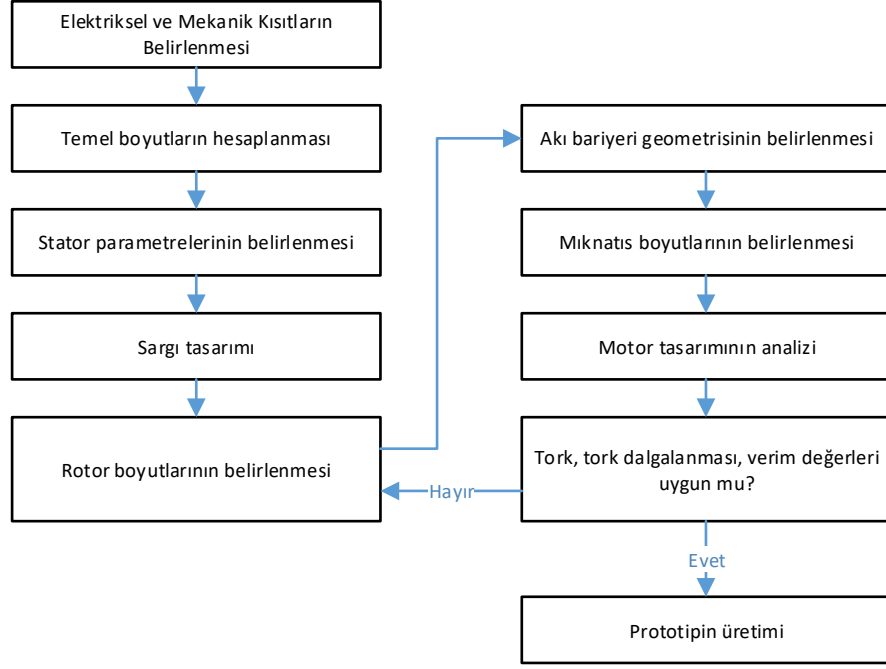 Elektriksel ve Mekanik Kısıtların
Belirlenmesi
Temel boyutların hesaplanması
Stator parametrelerinin belirlenmesi
Sargı tasarımı
Rotor boyutlarının belirlenmesi
Akı bariyeri geometrisinin belirlenmesi
Mıknatıs boyutlarının belirlenmesi
Motor tasarımının analizi
Tork, tork dalgalanması, verim değerleri
uygun mu?
Hayır
Evet
Prototipin üretimi